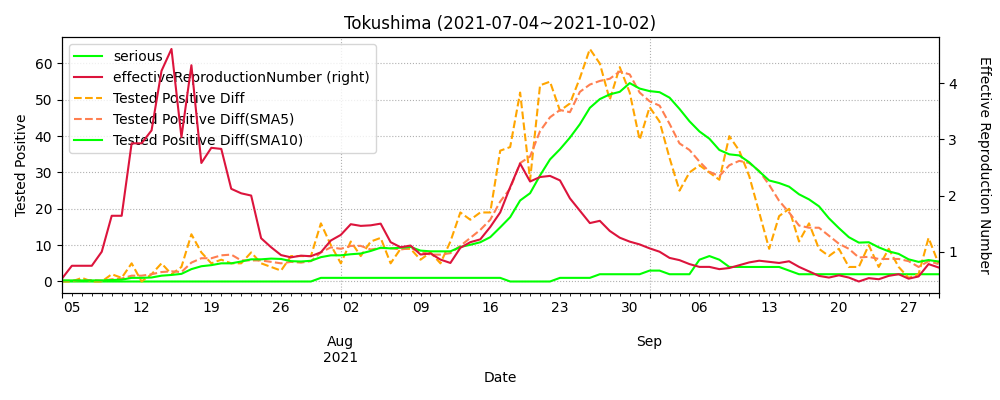 Tokushima (2021-07-04~2021-10-02)
serious
effectiveReproductionNumber (right)
Tested Positive Diff
Tested Positive Diff(SMA5)
Tested Positive Diff(SMA10)
Tested Positive
60
50
40
30
20
10
0
4
3
2
1
Effective Reproduction Number
05 12 19 26 02 09 16 23 30 06 13 20 27
Aug Sep
2021
Date